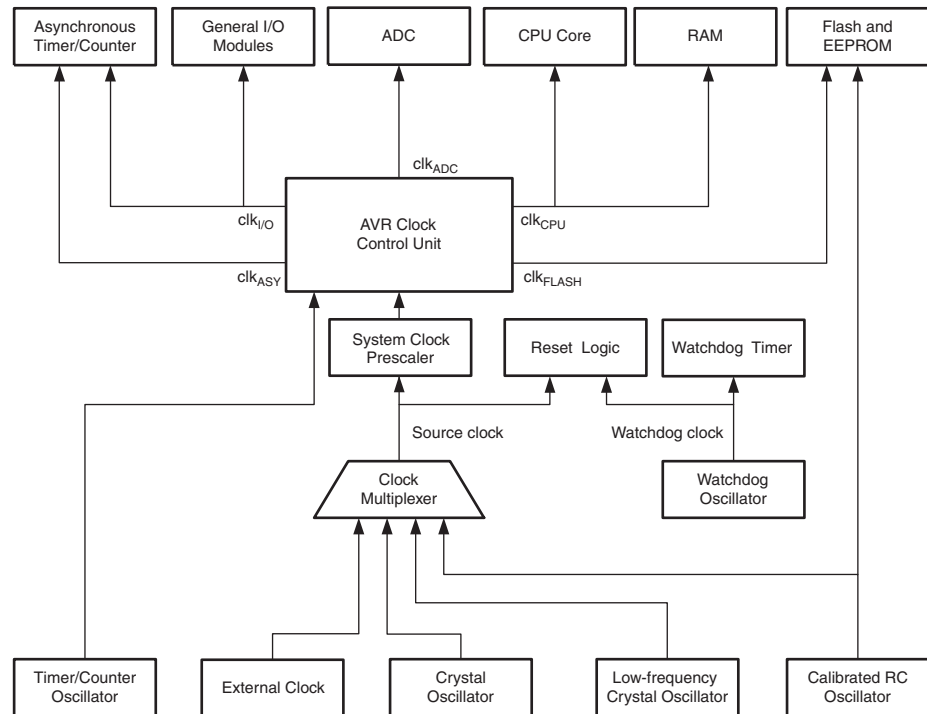 Asynchronous
Timer/Counter
General I/O
Modules
ADC
CPU Core
RAM
Flash and
EEPROM
clkADC
clkI/O
AVR Clock
Control Unit
clkCPU
clkASY
clkFLASH
System Clock
Prescaler
Reset Logic
Watchdog Timer
Source clock
Watchdog clock
Clock
Multiplexer
Watchdog
Oscillator
Timer/Counter
Oscillator
External Clock
Crystal
Oscillator
Low-frequency
Crystal Oscillator
Calibrated RC
Oscillator